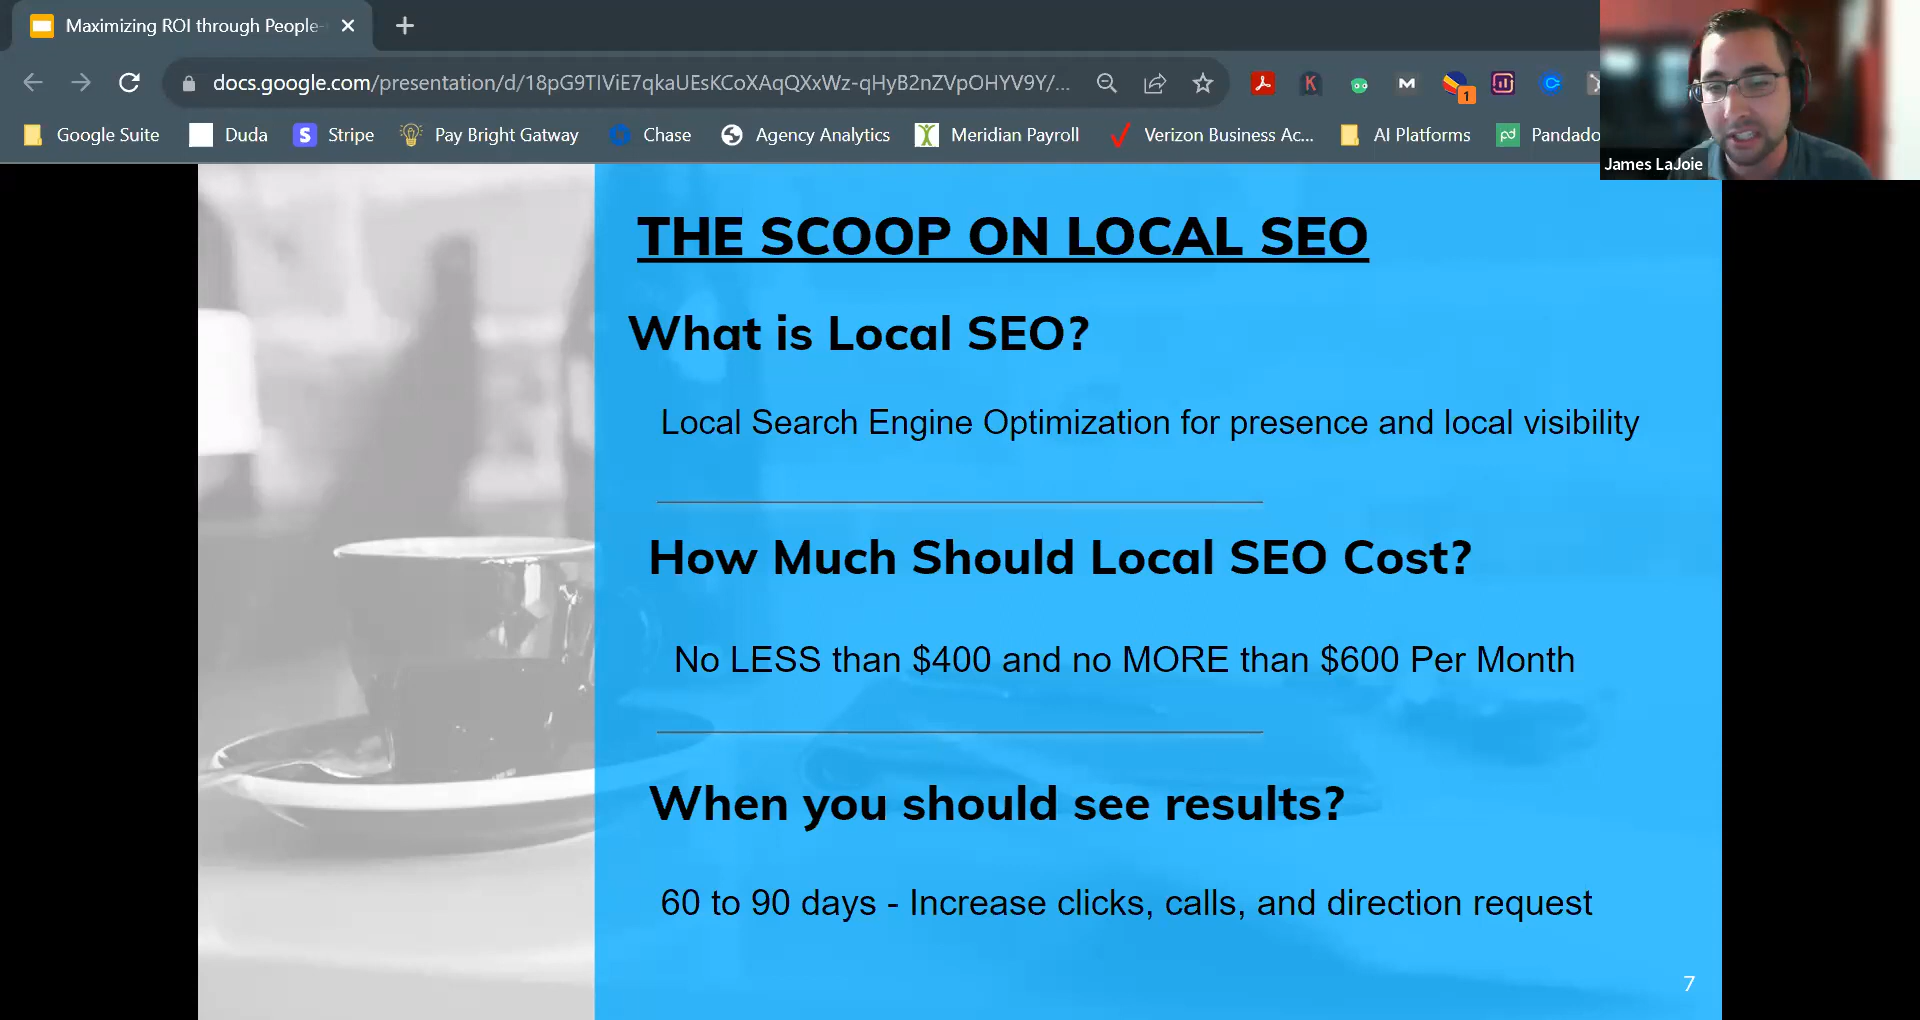 Maximizing ROI through People-
docs.google.com/presentation/d/18pG9TIViE7qkaUEsKCoXAqQXxWz-qHyB2nZVpOHYV9Y/...
K
M
1
Google Suite
Duda
S Stripe
Pay Bright Gatway
Chase
Agency Analytics
Meridian Payroll
Verizon Business Ac...
AI Platforms
pd Pandado
James LaJoie
THE SCOOP ON LOCAL SEO
What is Local SEO?
Local Search Engine Optimization for presence and local visibility
How Much Should Local SEO Cost?
No LESS than $400 and no MORE than $600 Per Month
When you should see results?
60 to 90 days - Increase clicks, calls, and direction request
7